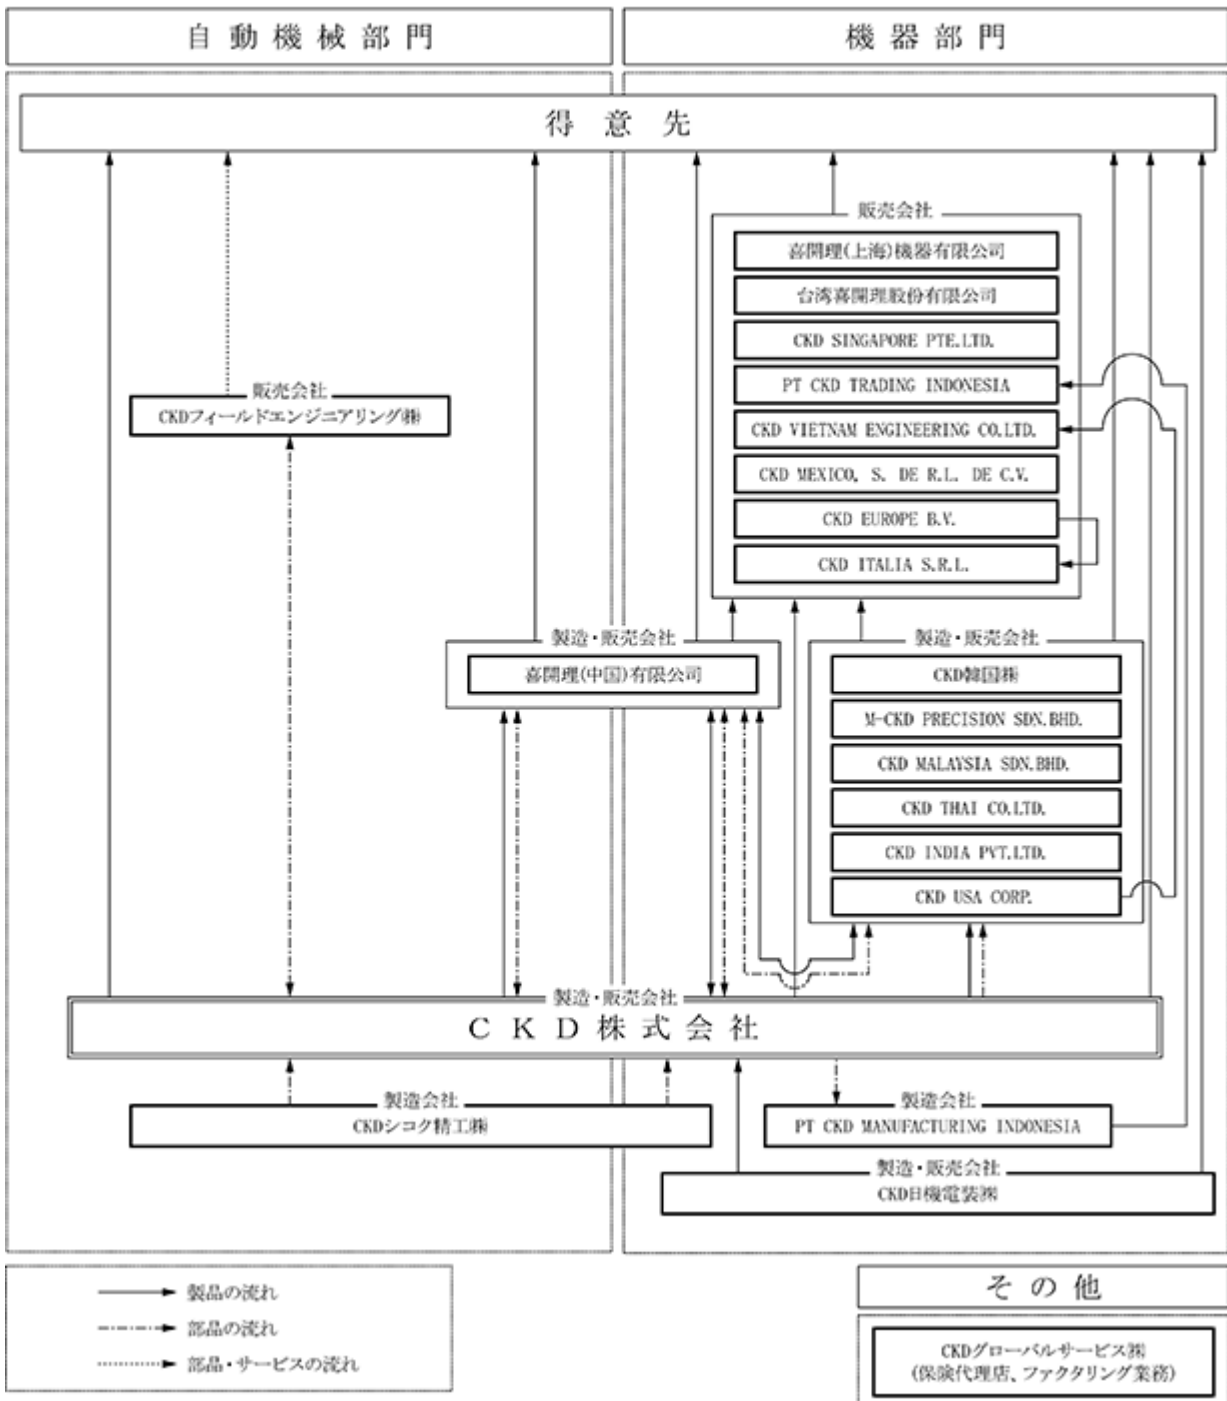 自動機械部門
機器部門
得意先
販売会社
喜開理(上海)機器有限公司
台湾喜開理股份有限公司
CKD SINGAPORE PTE.LTD.
PT CKD TRADING INDONESIA
CKD VIETNAM ENGINEERING CO.LTD.
CKD MEXICO, S. DE R.L. DE C.V.
CKD EUROPE B.V.
CKD ITALIA S.R.L.
販売会社
CKDフィールドエンジニアリング㈱
製造・販売会社
喜開理(中国)有限公司
製造・販売会社
CKD韓国㈱
M-CKD PRECISION SDN.BHD.
CKD MALAYSIA SDN.BHD.
CKD THAI CO.LTD.
CKD INDIA PVT.LTD.
CKD USA CORP.
製造・販売会社
CKD株式会社
製造会社
CKDシコク精工㈱
製造会社
PT CKD MANUFACTURING INDONESIA
製造・販売会社
CKD日機電装㈱
製品の流れ
部品の流れ
部品・サービスの流れ
その他
CKDグローバルサービス㈱
(保険代理店、ファクタリング業務)